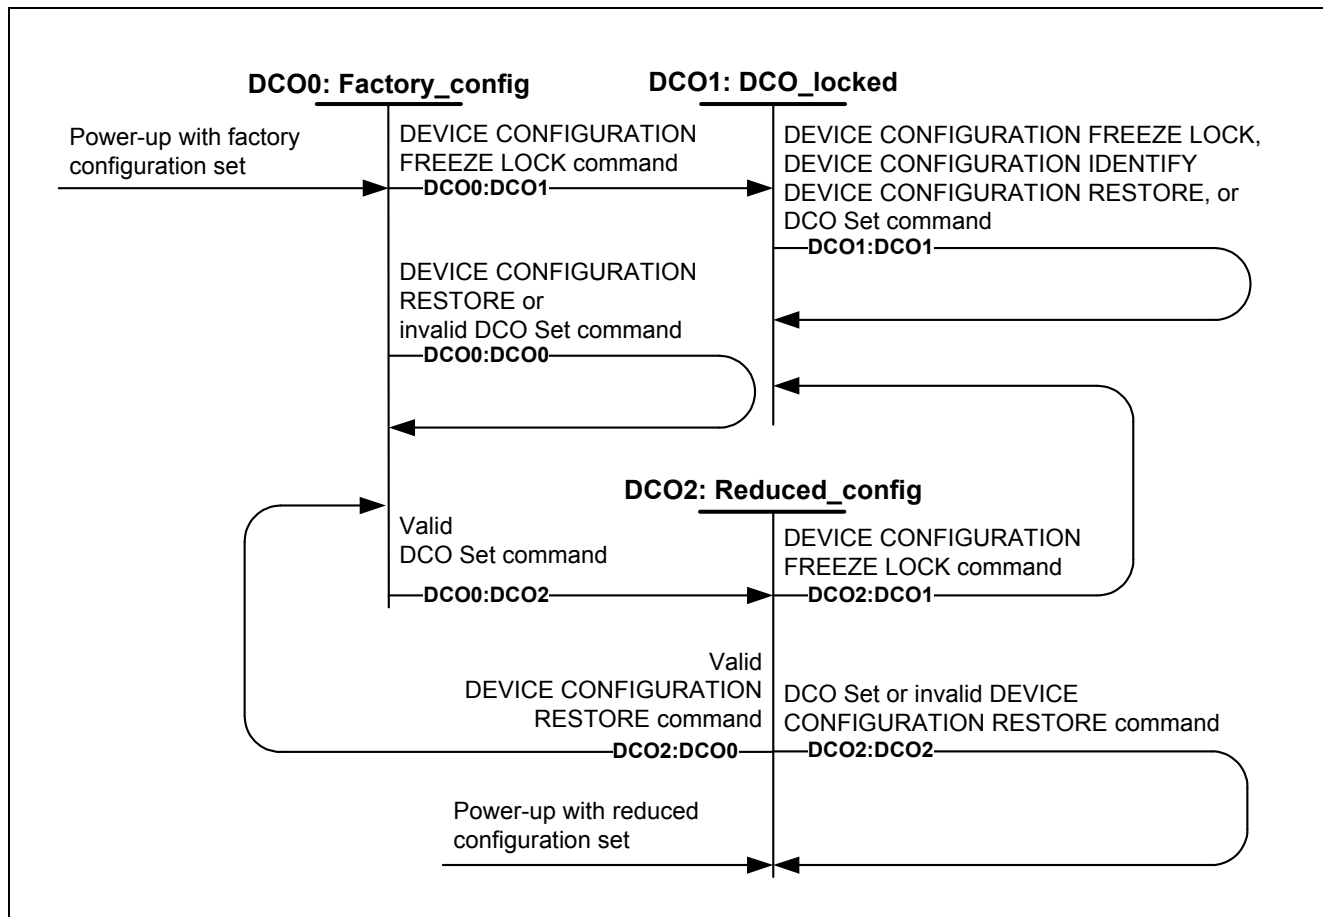 DCO0: Factory_config
DCO1: DCO_locked
Power-up with factory
configuration set
DEVICE CONFIGURATION
FREEZE LOCK command
DCO0:DCO1
DEVICE CONFIGURATION FREEZE LOCK,
DEVICE CONFIGURATION IDENTIFY
DEVICE CONFIGURATION RESTORE, or
DCO Set command
DCO1:DCO1
DEVICE CONFIGURATION
RESTORE or
invalid DCO Set command
DCO0:DCO0
DCO2: Reduced_config
Valid
DCO Set command
DCO0:DCO2
DEVICE CONFIGURATION
FREEZE LOCK command
DCO2:DCO1
Valid
DEVICE CONFIGURATION
RESTORE command
DCO2:DCO0
DCO Set or invalid DEVICE
CONFIGURATION RESTORE command
DCO2:DCO2
Power-up with reduced
configuration set